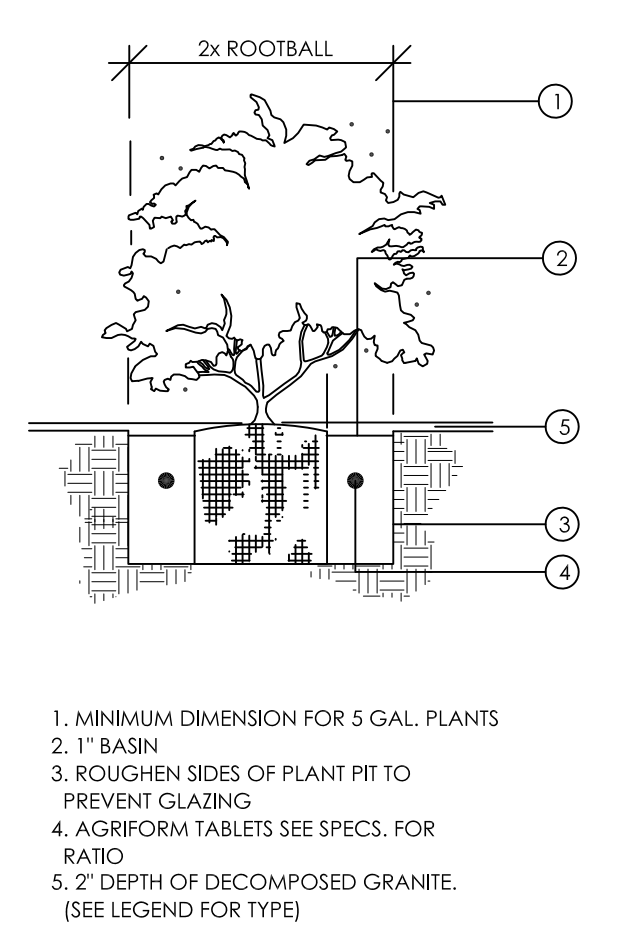 2x ROOTBALL
1
2
5
3
4
1. MINIMUM DIMENSION FOR 5 GAL. PLANTS
2. 1" BASIN
3. ROUGHEN SIDES OF PLANT PIT TO
PREVENT GLAZING
4. AGRIFORM TABLETS SEE SPECS. FOR
RATIO
5. 2" DEPTH OF DECOMPOSED GRANITE.
(SEE LEGEND FOR TYPE)